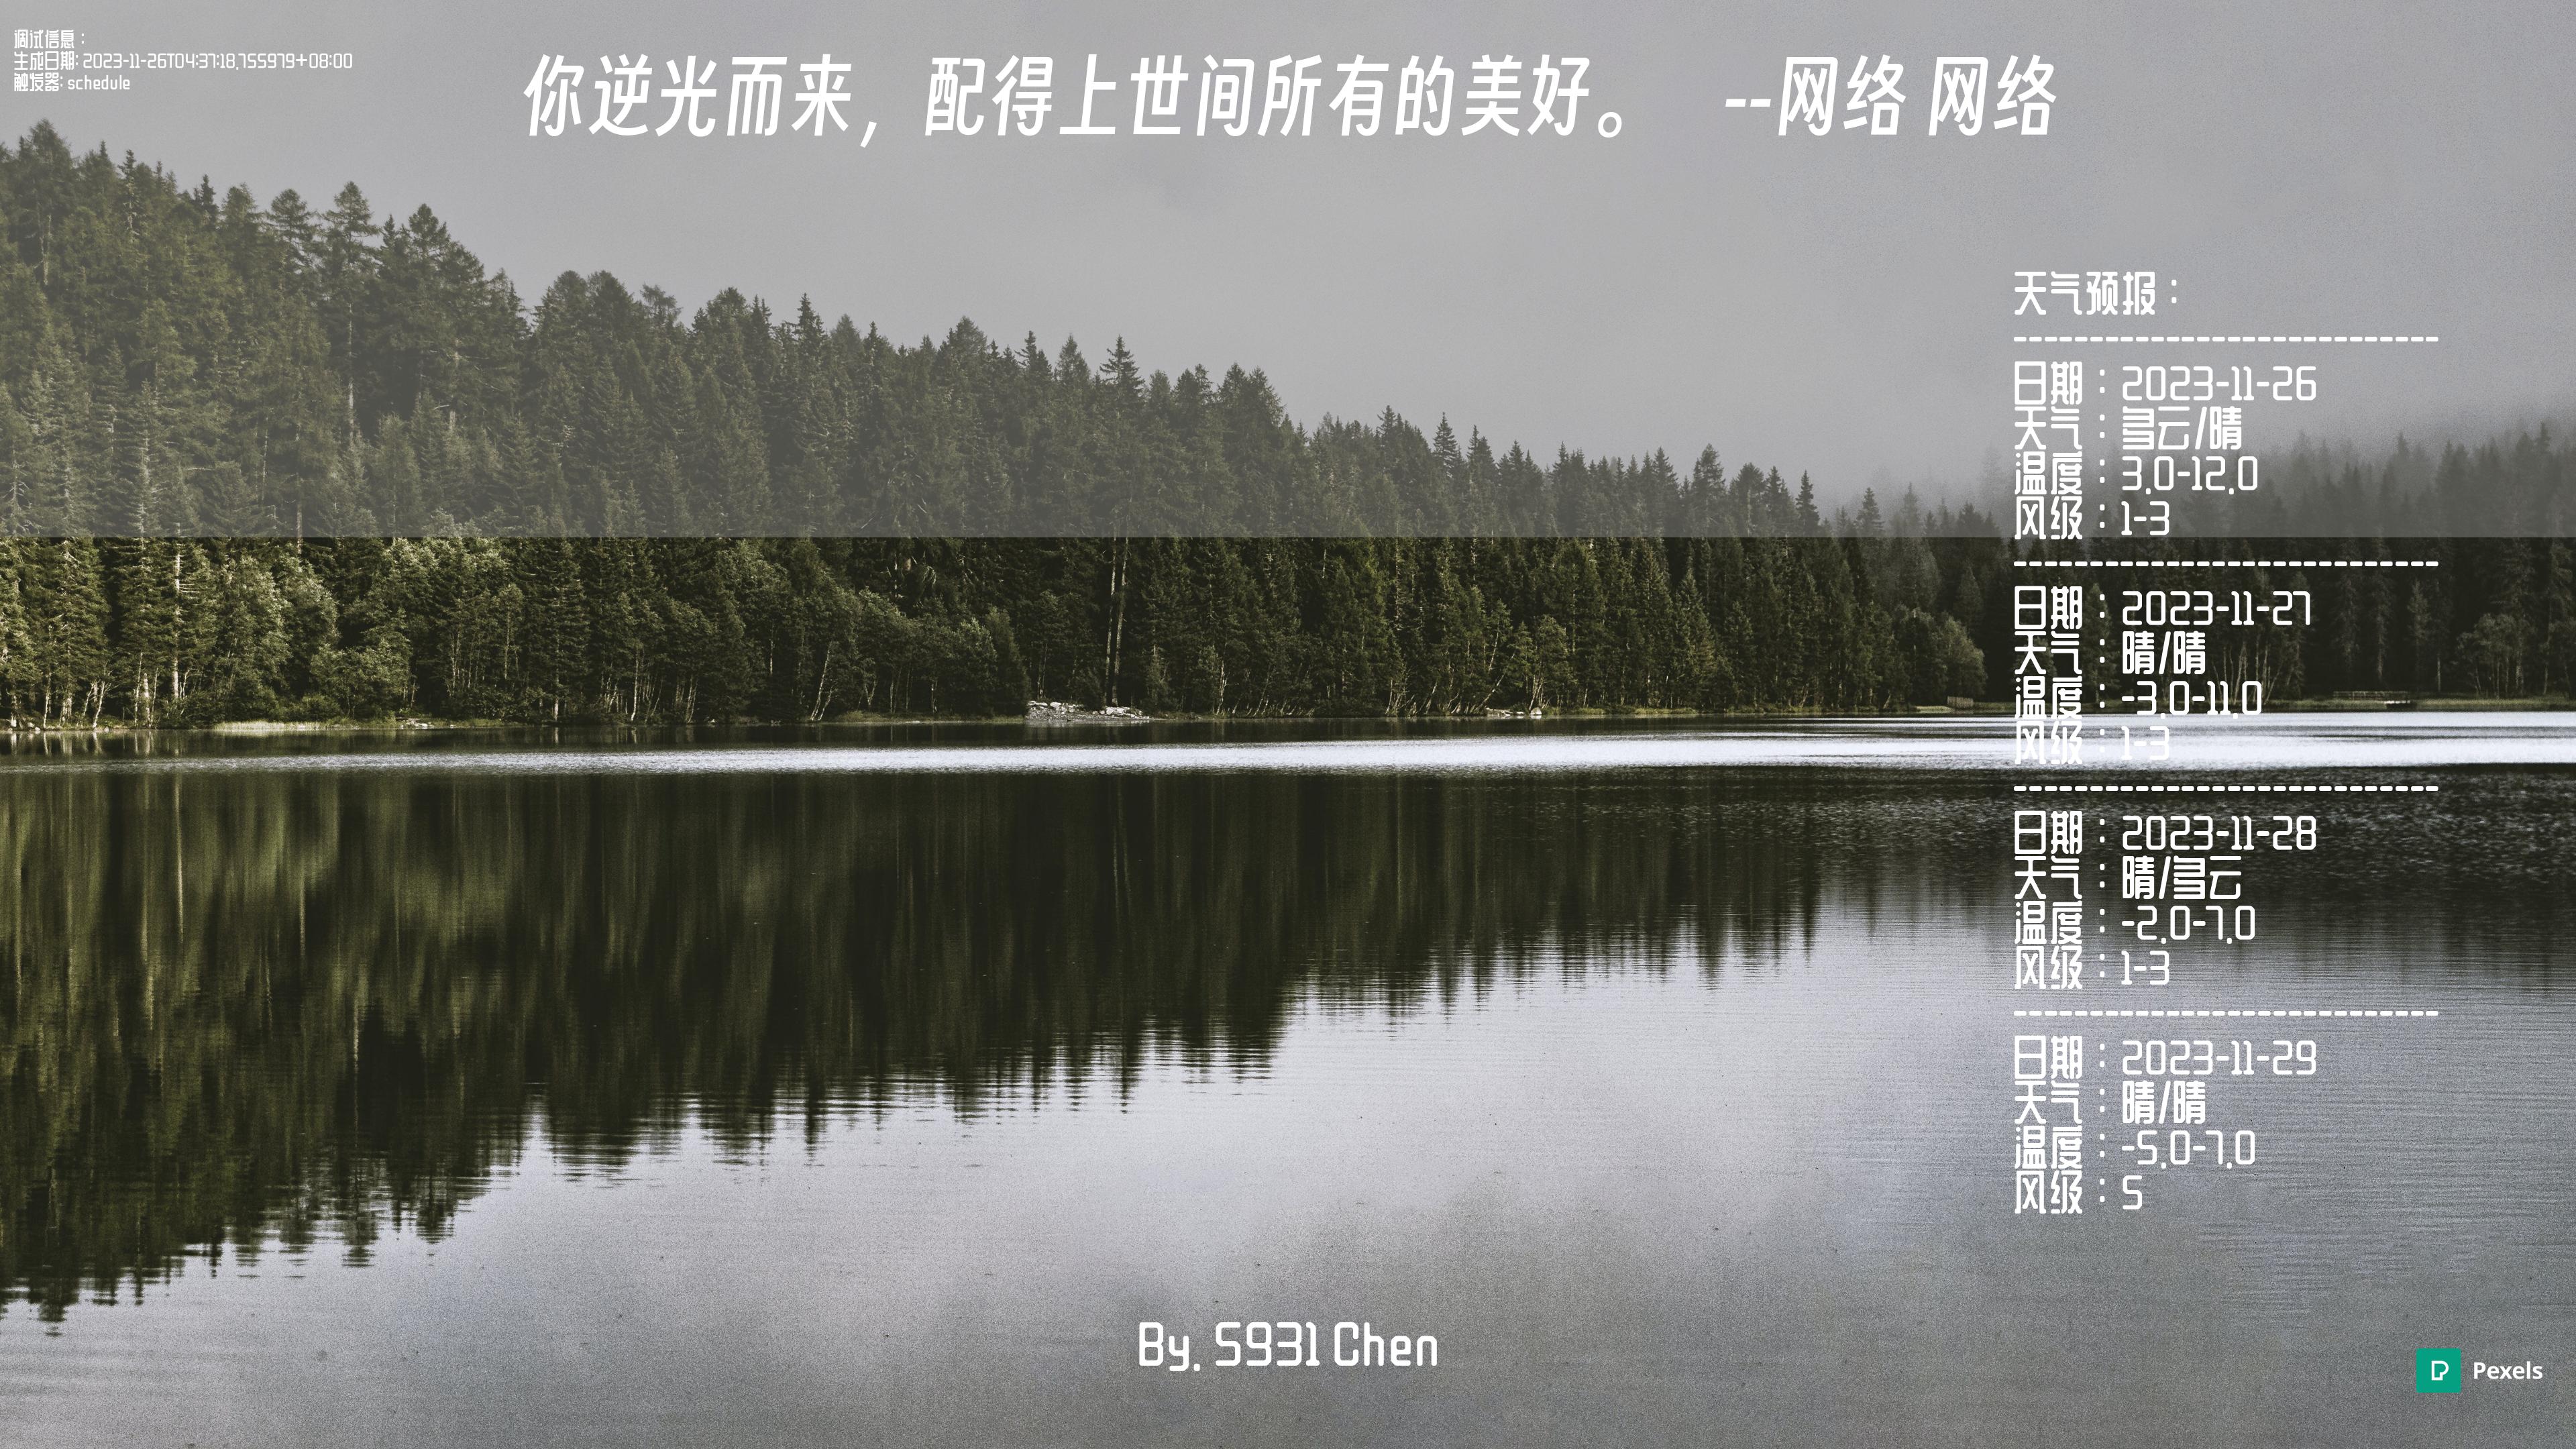 调试信息：
生成日期: 2023-11-26T04:37:18.755979+08:00
触发器: schedule
你逆光而来，配得上世间所有的美好。 --网络 网络
天气预报：
----------------------------
日期：2023-11-26
天气：多云/晴
温度：3.0-12.0
风级：1-3
----------------------------
日期：2023-11-27
天气：晴/晴
温度：-3.0-11.0
风级：1-3
----------------------------
日期：2023-11-28
天气：晴/多云
温度：-2.0-7.0
风级：1-3
----------------------------
日期：2023-11-29
天气：晴/晴
温度：-5.0-7.0
风级：5
By. S931 Chen
Pexels